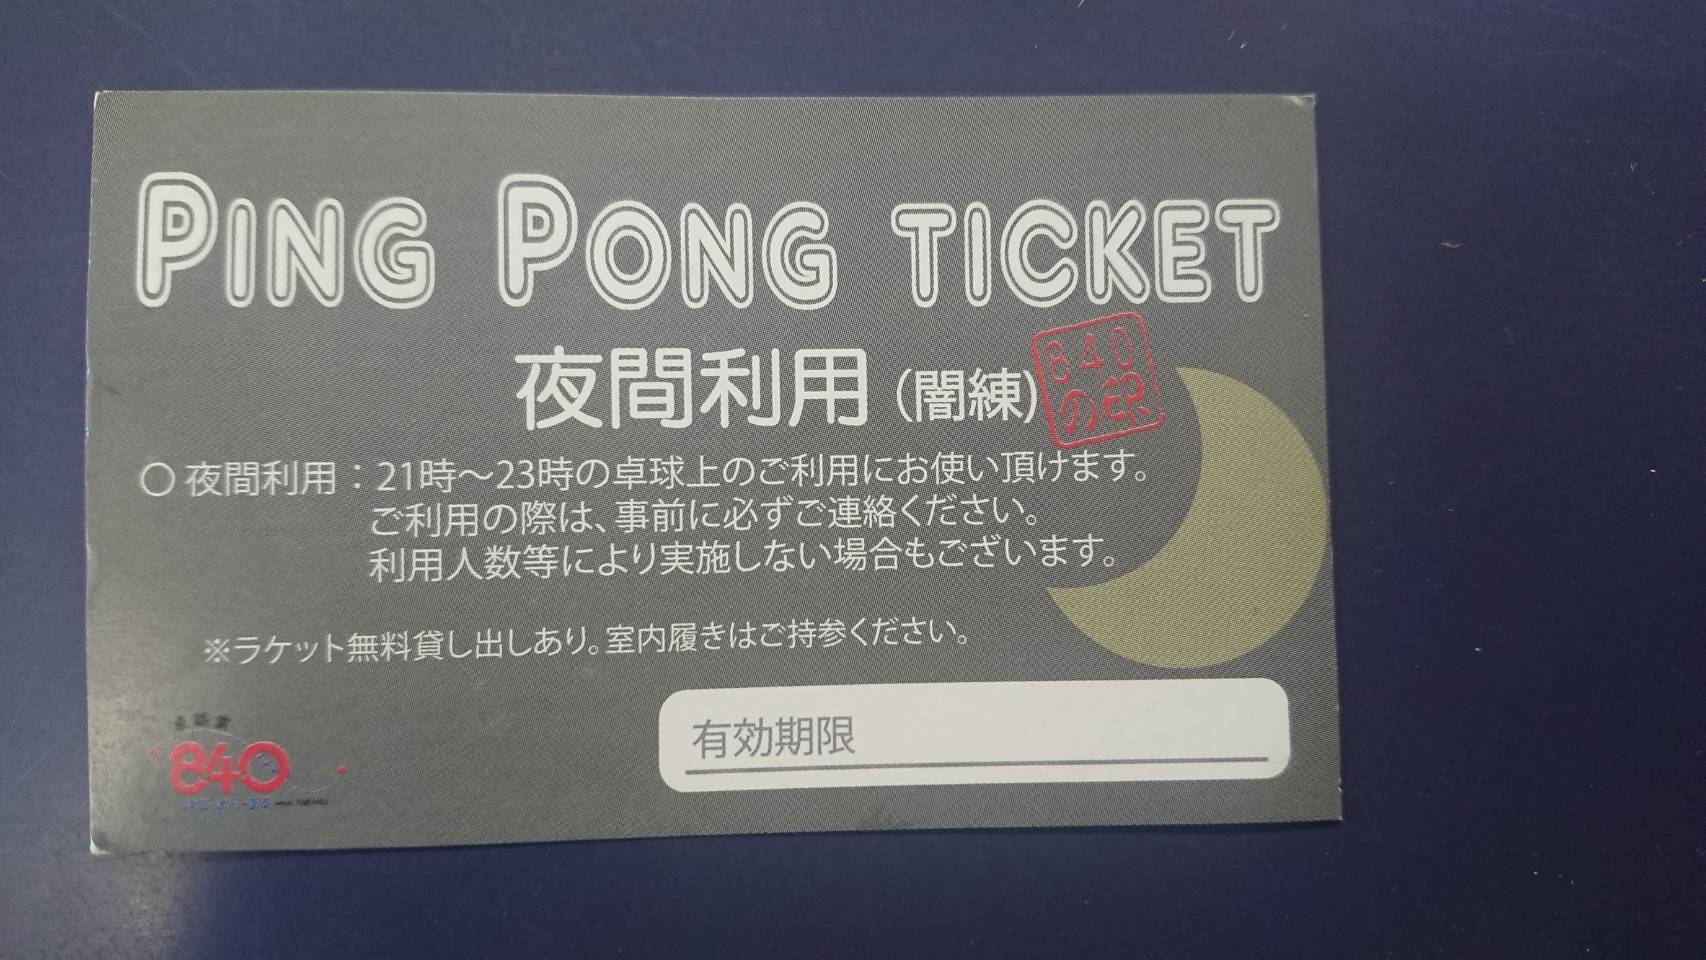 PING PONG TICKET
夜間利用（闇練）
840
の印
〇 夜間利用：21時～23時の卓球上のご利用にお使い頂けます。
ご利用の際は、事前に必ずご連絡ください。
利用人数等により実施しない場合もございます。
※ラケット無料貸し出しあり。室内履きはご持参ください。
有効期限
840